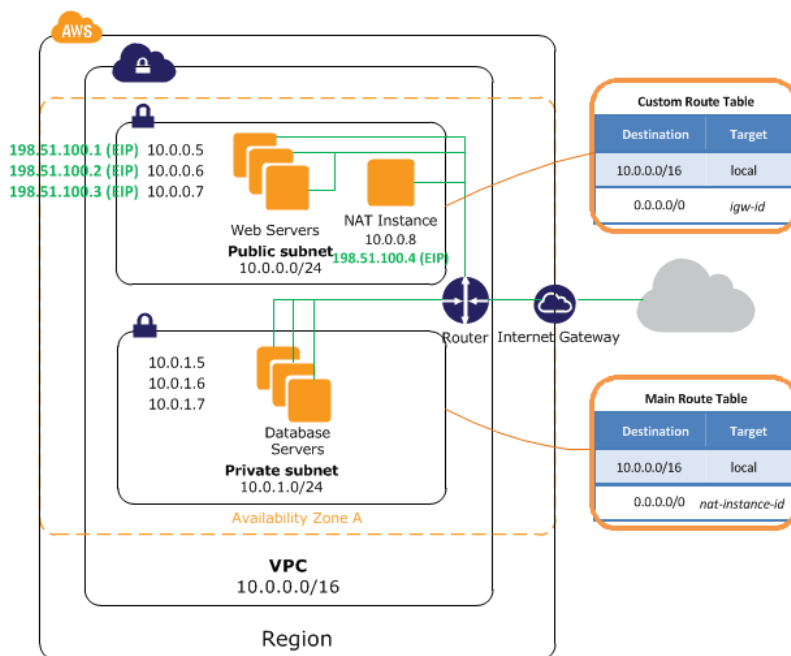 AWS
198.51.100.1 (EIP) 10.0.0.5
198.51.100.2 (EIP) 10.0.0.6
198.51.100.3 (EIP) 10.0.0.7
Web Servers
Public subnet
10.0.0.0/24
NAT Instance
10.0.0.8
198.51.100.4 (EIP)
Custom Route Table
Destination Target
10.0.0.0/16 local
0.0.0.0/0 igw-id
Router
Internet Gateway
10.0.1.5
10.0.1.6
10.0.1.7
Database
Servers
Private subnet
10.0.1.0/24
Main Route Table
Destination Target
10.0.0.0/16 local
0.0.0.0/0 nat-instance-id
Availability Zone A
VPC
10.0.0.0/16
Region